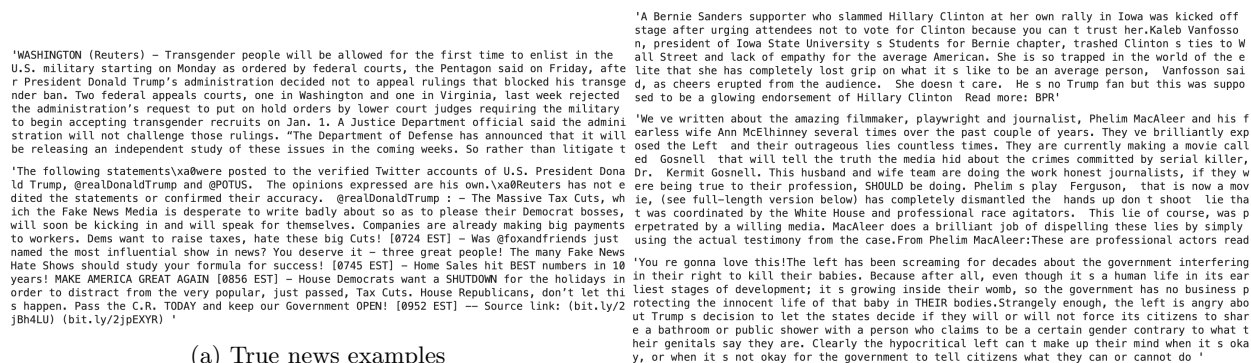 'WASHINGTON (Reuters) – Transgender people will be allowed for the first time to enlist in the
U.S. military starting on Monday as ordered by federal courts, the Pentagon said on Friday, afte
r President Donald Trump's administration decided not to appeal rulings that blocked his transge
nder ban. Two federal appeals courts, one in Washington and one in Virginia, last week rejected
the administration's request to put on hold orders by lower court judges requiring the military
to begin accepting transgender recruits on Jan. 1. A Justice Department official said the admini
stration will not challenge those rulings. “The Department of Defense has announced that it will
be releasing an independent study of these issues in the coming weeks. So rather than litigate t
'The following statements\xa0were posted to the verified Twitter accounts of U.S. President Dona
ld Trump, @realDonaldTrump and @POTUS.  The opinions expressed are his own.\xa0Reuters has not e
dited the statements or confirmed their accuracy.  @realDonaldTrump : - The Massive Tax Cuts, wh
ich the Fake News Media is desperate to write badly about so as to please their Democrat bosses,
will soon be kicking in and will speak for themselves. Companies are already making big payments
to workers. Dems want to raise taxes, hate these big Cuts! [0724 EST] - Was @foxandfriends just
named the most influential show in news? You deserve it - three great people! The many Fake News
Hate Shows should study your formula for success! [0745 EST] - Home Sales hit BEST numbers in 10
years! MAKE AMERICA GREAT AGAIN [0856 EST] - House Democrats want a SHUTDOWN for the holidays in
order to distract from the very popular, just passed, Tax Cuts. House Republicans, don't let thi
s happen. Pass the C.R. TODAY and keep our Government OPEN! [0952 EST] -- Source link: (bit.ly/2
jBh4LU) (bit.ly/2jpEXYR) '
(a) True news examples
'A Bernie Sanders supporter who slammed Hillary Clinton at her own rally in Iowa was kicked off
stage after urging attendees not to vote for Clinton because you can t trust her.Kaleb Vanfosso
n, president of Iowa State University s Students for Bernie chapter, trashed Clinton s ties to W
all Street and lack of empathy for the average American. She is so trapped in the world of the e
lite that she has completely lost grip on what it s like to be an average person,  Vanfosson sai
d, as cheers erupted from the audience.  She doesn t care.  He s no Trump fan but this was suppo
sed to be a glowing endorsement of Hillary Clinton  Read more: BPR'
'We ve written about the amazing filmmaker, playwright and journalist, Phelim MacAleer and his f
earless wife Ann McElhinney several times over the past couple of years. They ve brilliantly exp
osed the Left  and their outrageous lies countless times. They are currently making a movie call
ed  Gosnell  that will tell the truth the media hid about the crimes committed by serial killer,
Dr.  Kermit Gosnell. This husband and wife team are doing the work honest journalists, if they w
ere being true to their profession, SHOULD be doing. Phelim s play  Ferguson,  that is now a mov
ie, (see full-length version below) has completely dismantled the  hands up don t shoot  lie tha
t was coordinated by the White House and professional race agitators.  This lie of course, was p
erpetrated by a willing media. MacAleer does a brilliant job of dispelling these lies by simply
using the actual testimony from the case.From Phelim MacAleer:These are professional actors read
'You re gonna love this!The left has been screaming for decades about the government interfering
in their right to kill their babies. Because after all, even though it s a human life in its ear
liest stages of development; it s growing inside their womb, so the government has no business p
rotecting the innocent life of that baby in THEIR bodies.Strangely enough, the left is angry abo
ut Trump s decision to let the states decide if they will or will not force its citizens to shar
e a bathroom or public shower with a person who claims to be a certain gender contrary to what t
heir genitals say they are. Clearly the hypocritical left can t make up their mind when it s oka
y, or when it s not okay for the government to tell citizens what they can or cannot do '